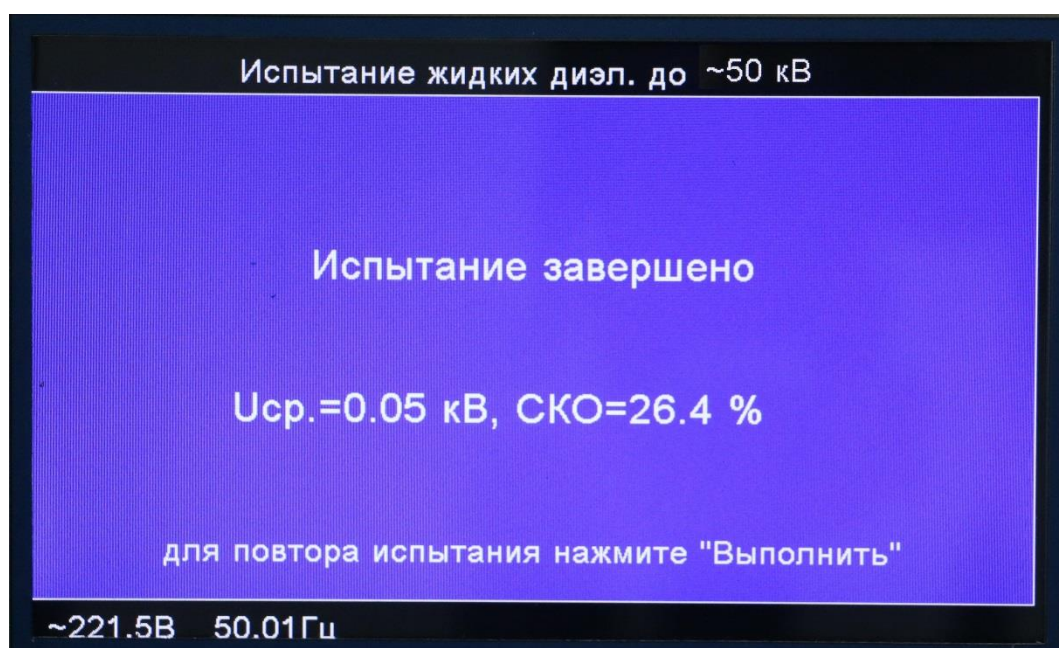 Испытание жидких диэл. до ~50 кВ
Испытание завершено
Uср.=0.05 кВ, СКО=26.4 %
для повтора испытания нажмите "Выполнить"
~221.5В 50.01Гц